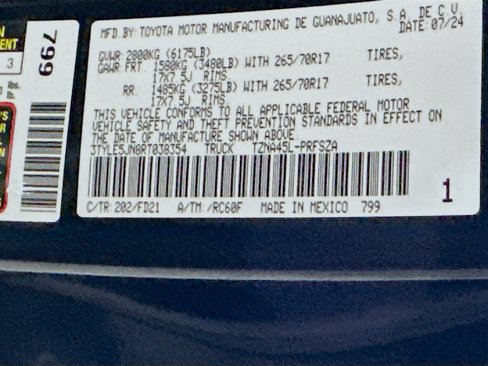 MFD BY: TOYOTA MOTOR MANUFACTURING DE GUANAJUATO, S.A. DE C.V.
DATE: 07/24
GVWR: 2800KG (6175LB)
GAWR: FRT. 1580KG (3480LB) WITH 265/70R17 TIRES,
17X7.5J RIMS
RR. 1485KG (3275LB) WITH 265/70R17 TIRES,
17X7.5J RIMS
THIS VEHICLE CONFORMS TO ALL APPLICABLE FEDERAL MOTOR
VEHICLE SAFETY AND THEFT PREVENTION STANDARDS IN EFFECT ON
THE DATE OF MANUFACTURE SHOWN ABOVE.
3TYLE5JN0RT030354 TRUCK TZNA45L-PRFSZA
C/TR: 202/FD21 A/TM: /RC60F MADE IN MEXICO 799
1
799
3
lbs.
lb.